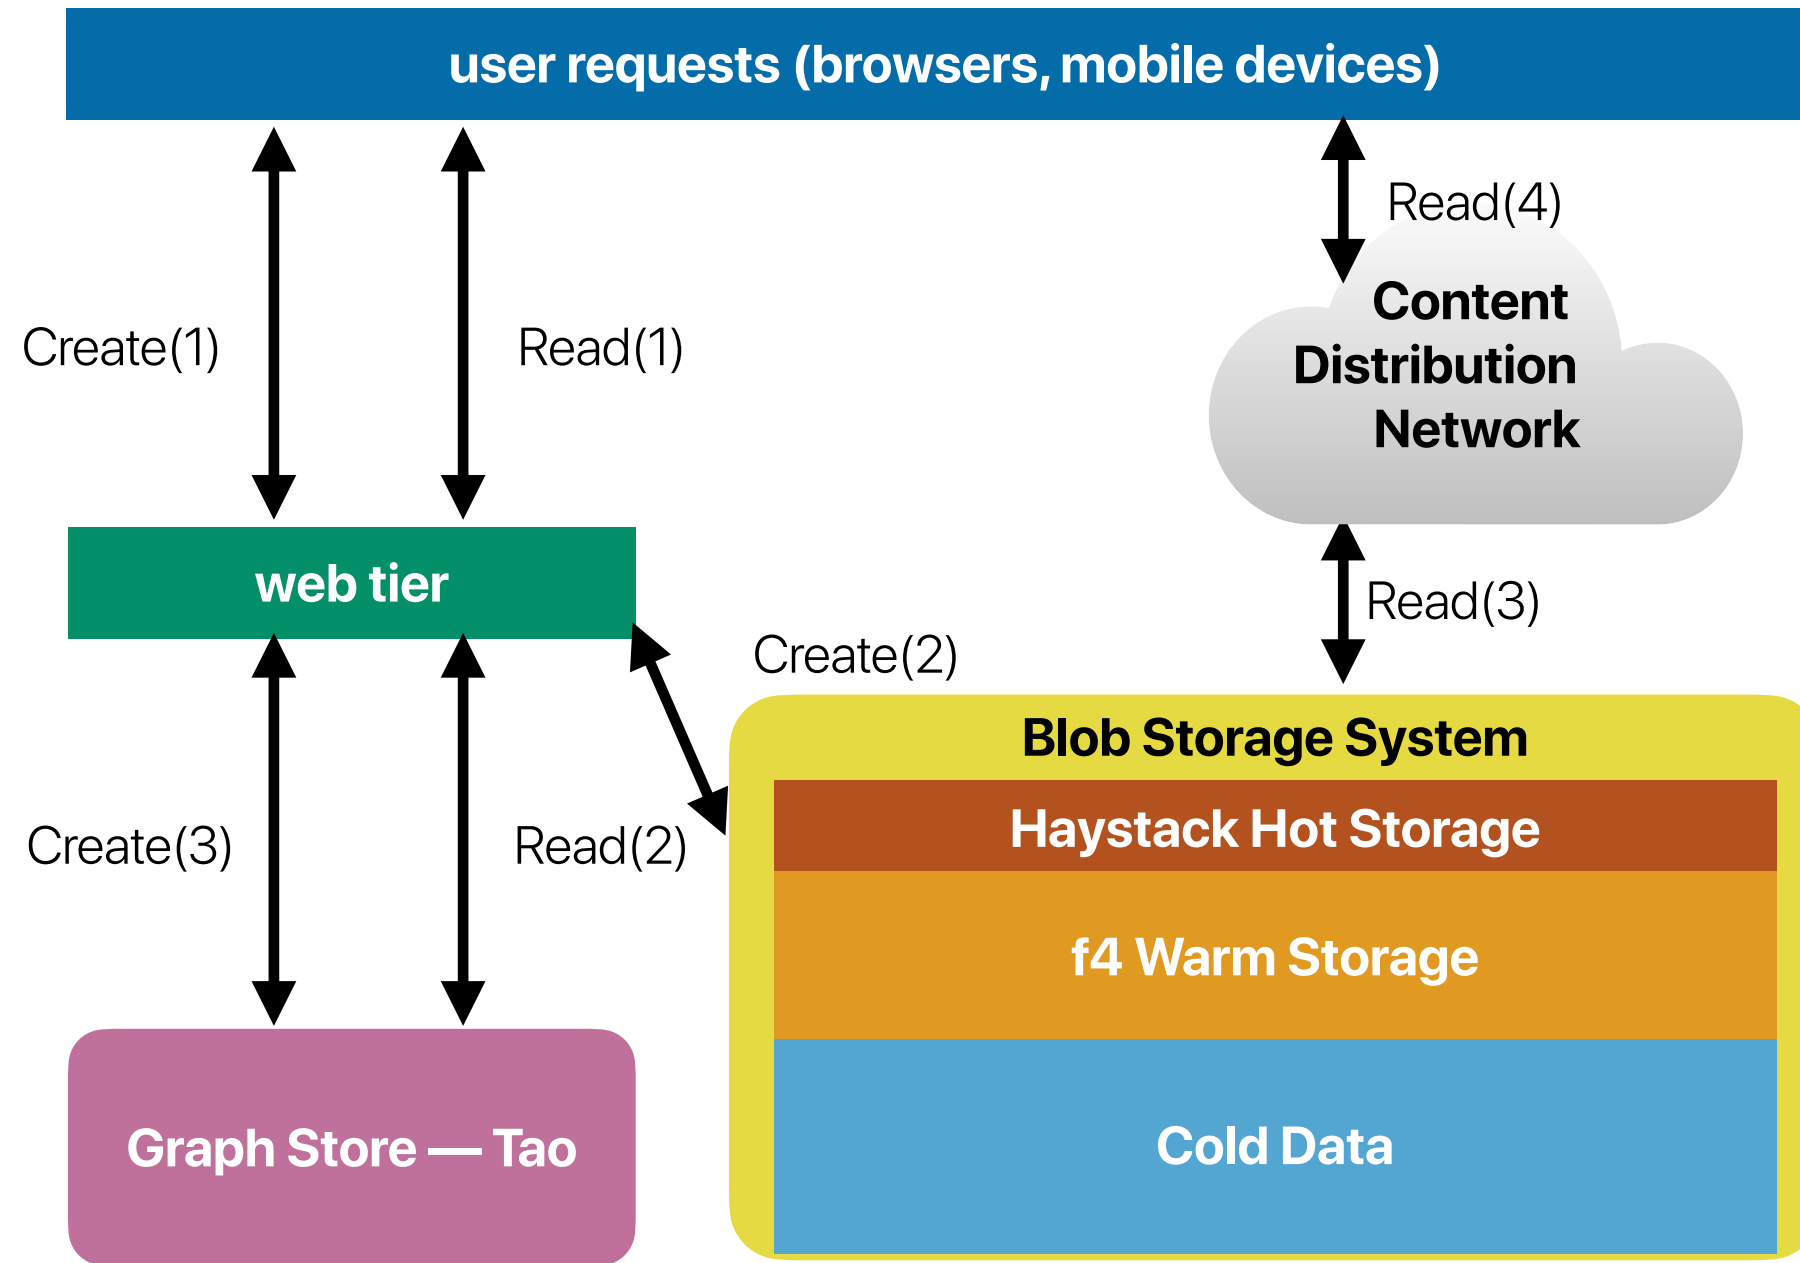 user requests (browsers, mobile devices)
Read(4)
Content
Distribution
Network
Create(1)
Read(1)
web tier
Read(3)
Create(2)
Blob Storage System
Haystack Hot Storage
Create(3)
Read(2)
f4 Warm Storage
Graph Store — Tao
Cold Data